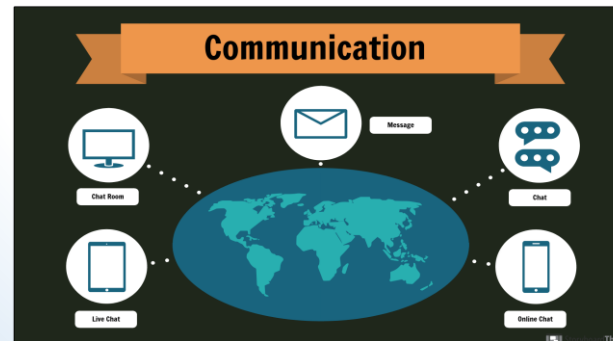 Communication
Message
Chat Room
Chat
Live Chat
Online Chat